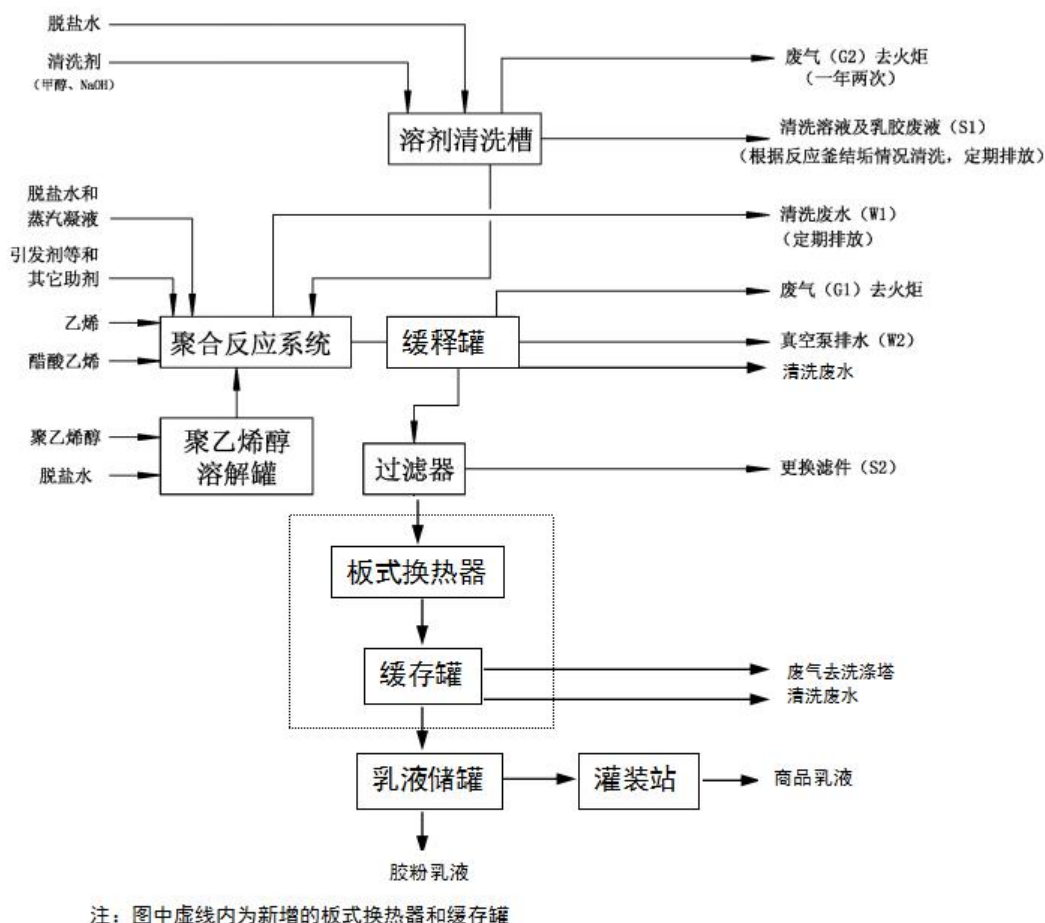 脱盐水
清洗剂
（甲醇、NaOH）
溶剂清洗槽
废气（G2）去火炬
（一年两次）
清洗溶液及乳胶废液（S1）
（根据反应釜结垢情况清洗，定期排放）
脱盐水和
蒸汽凝液
引发剂等和
其它助剂
乙烯
醋酸乙烯
聚合反应系统
清洗废水（W1）
（定期排放）
缓释罐
废气（G1）去火炬
真空泵排水（W2）
清洗废水
聚乙烯醇
脱盐水
聚乙烯醇
溶解罐
过滤器
更换滤件（S2）
板式换热器
缓存罐
废气去洗涤塔
清洗废水
乳液储罐
灌装站
商品乳液
胶粉乳液
注：图中虚线内为新增的板式换热器和缓存罐